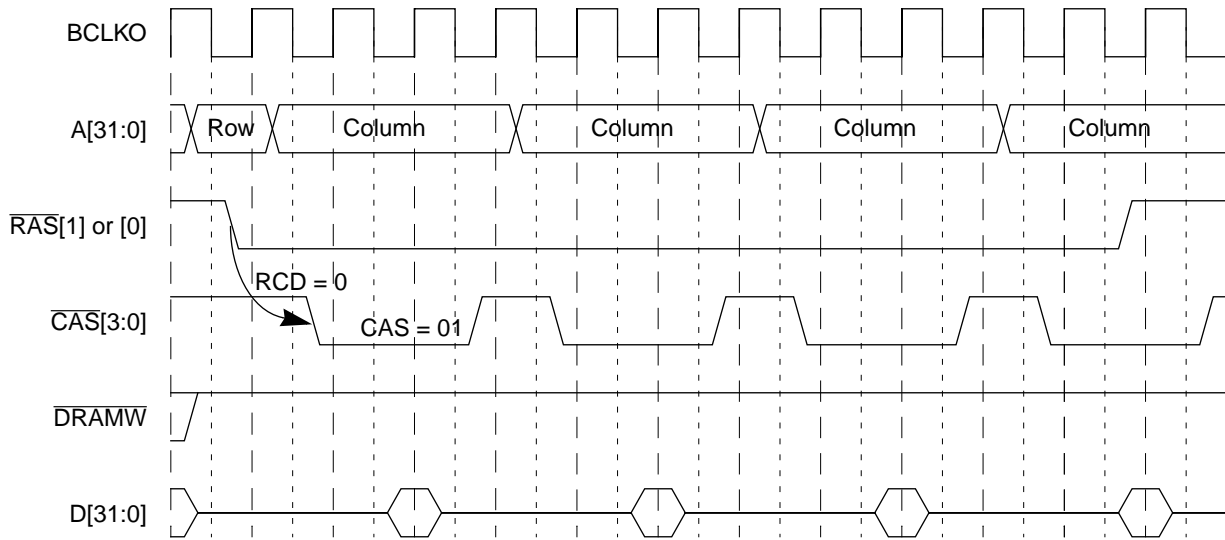 BCLKO
A[31:0] Row Column Column Column Column
RAS[1] or [0]
RCD = 0
CAS[3:0] CAS = 01
DRAMW
D[31:0]